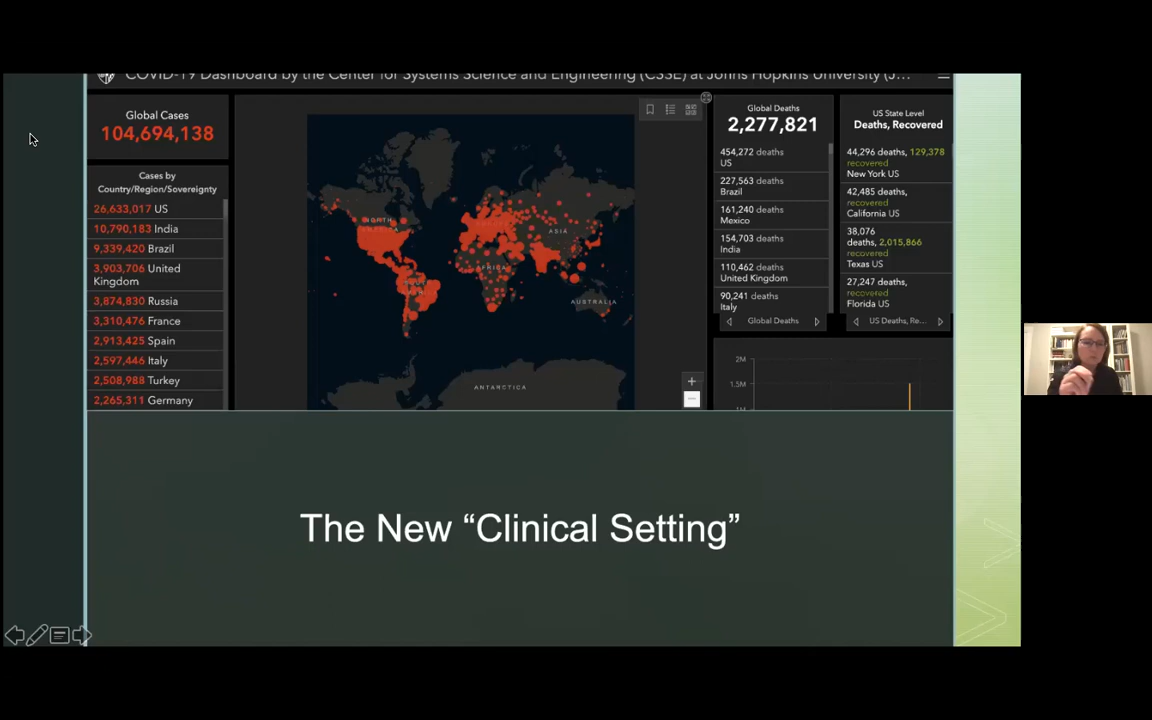 COVID-19 Dashboard by the Center for Systems Science and Engineering (CSSE) at Johns Hopkins University (J...
Global Cases
104,694,138
Cases by
Country/Region/Sovereignty
26,633,017 US
10,790,183 India
9,339,420 Brazil
3,903,706 United
Kingdom
3,874,830 Russia
3,310,476 France
2,913,425 Spain
2,597,446 Italy
2,508,988 Turkey
2,265,311 Germany
NORTH
AMERICA
ASIA
AFRICA
AUSTRALIA
ANTARCTICA
+
Global Deaths
2,277,821
454,272 deaths
US
227,563 deaths
Brazil
161,240 deaths
Mexico
154,703 deaths
India
110,462 deaths
United Kingdom
90,241 deaths
Italy
Global Deaths
US State Level
Deaths, Recovered
44,296 deaths, 129,378
recovered
New York US
42,485 deaths,
recovered
California US
38,076
deaths, 2,015,866
recovered
Texas US
27,247 deaths,
recovered
Florida US
US Deaths, Re...
2M
1.5M
The New “Clinical Setting”